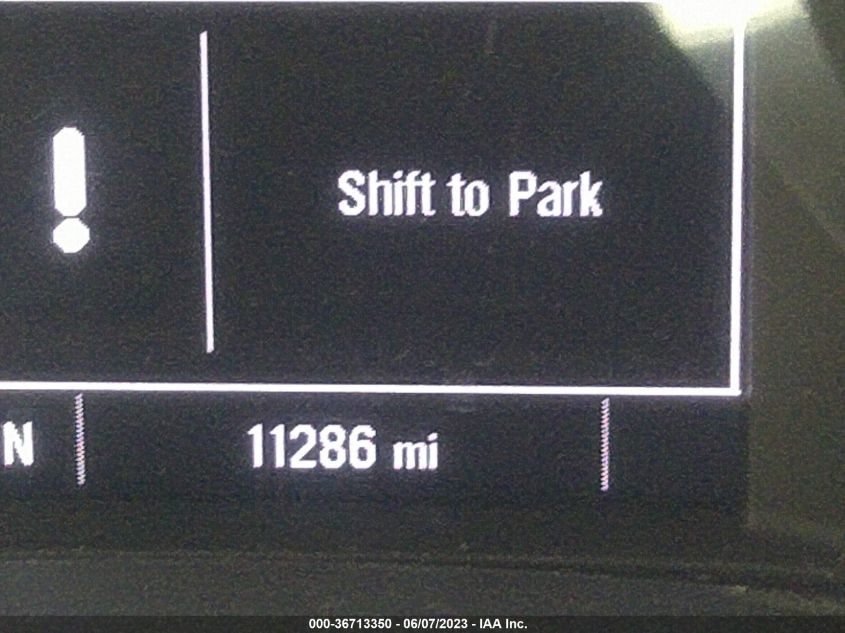 !
Shift to Park
N
11286 mi
000-36713350 - 06/07/2023 - IAA Inc.